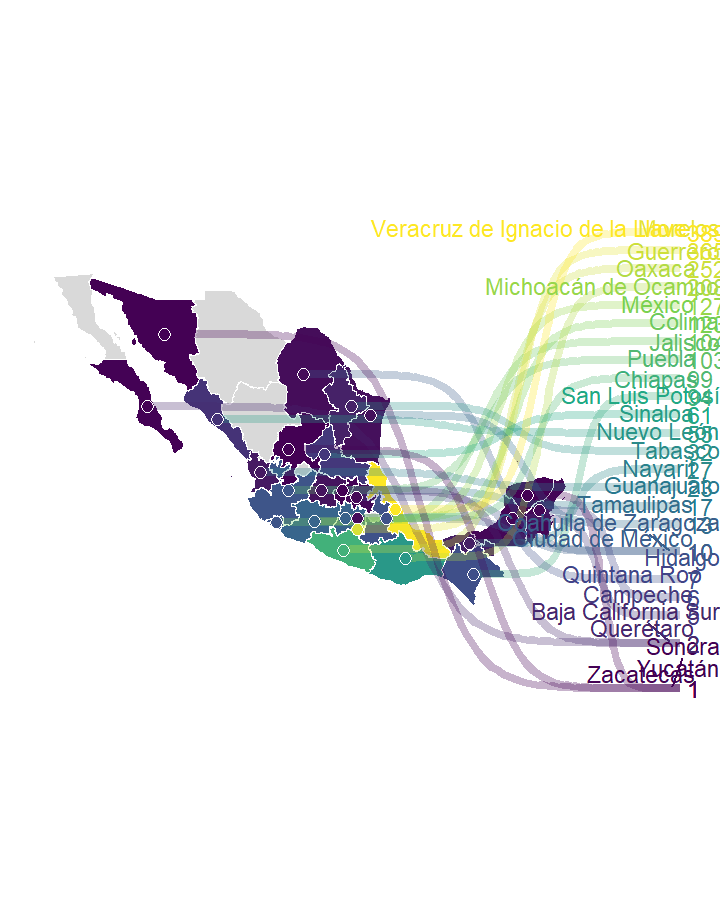 Veracruz de Ignacio de la Llave
Morelos
Guerrero
Oaxaca 252
Michoacán de Ocampo 208
México 127
Colima
Jalisco 104
Puebla 103
Chiapas 99
San Luis Potosí 94
Sinaloa 61
Nuevo León 55
Tabasco 32
Nayarit 27
Guanajuato 23
Tamaulipas 17
Coahuila de Zaragoza 13
Ciudad de México 10
Hidalgo
Quintana Roo 7
Campeche 6
Baja California Sur
Querétaro 2
Sonora
Yucatán
Zacatecas 1